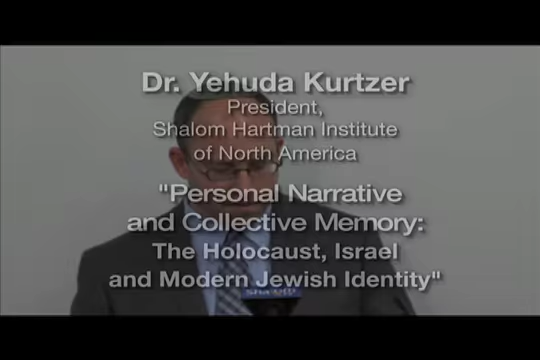 Dr. Yehuda Kurtzer
President,
Shalom Hartman Institute
of North America
"Personal Narrative
and Collective Memory:
The Holocaust, Israel
and Modern Jewish Identity"